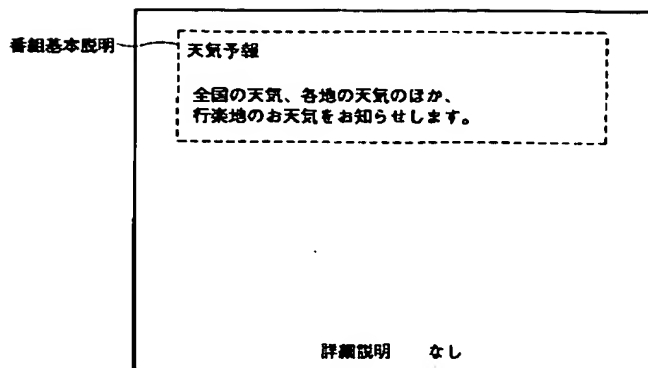 番組基本説明
天気予報
全国の天気、各地の天気のほか、
行楽地のお天気をお知らせします。
詳細説明 なし